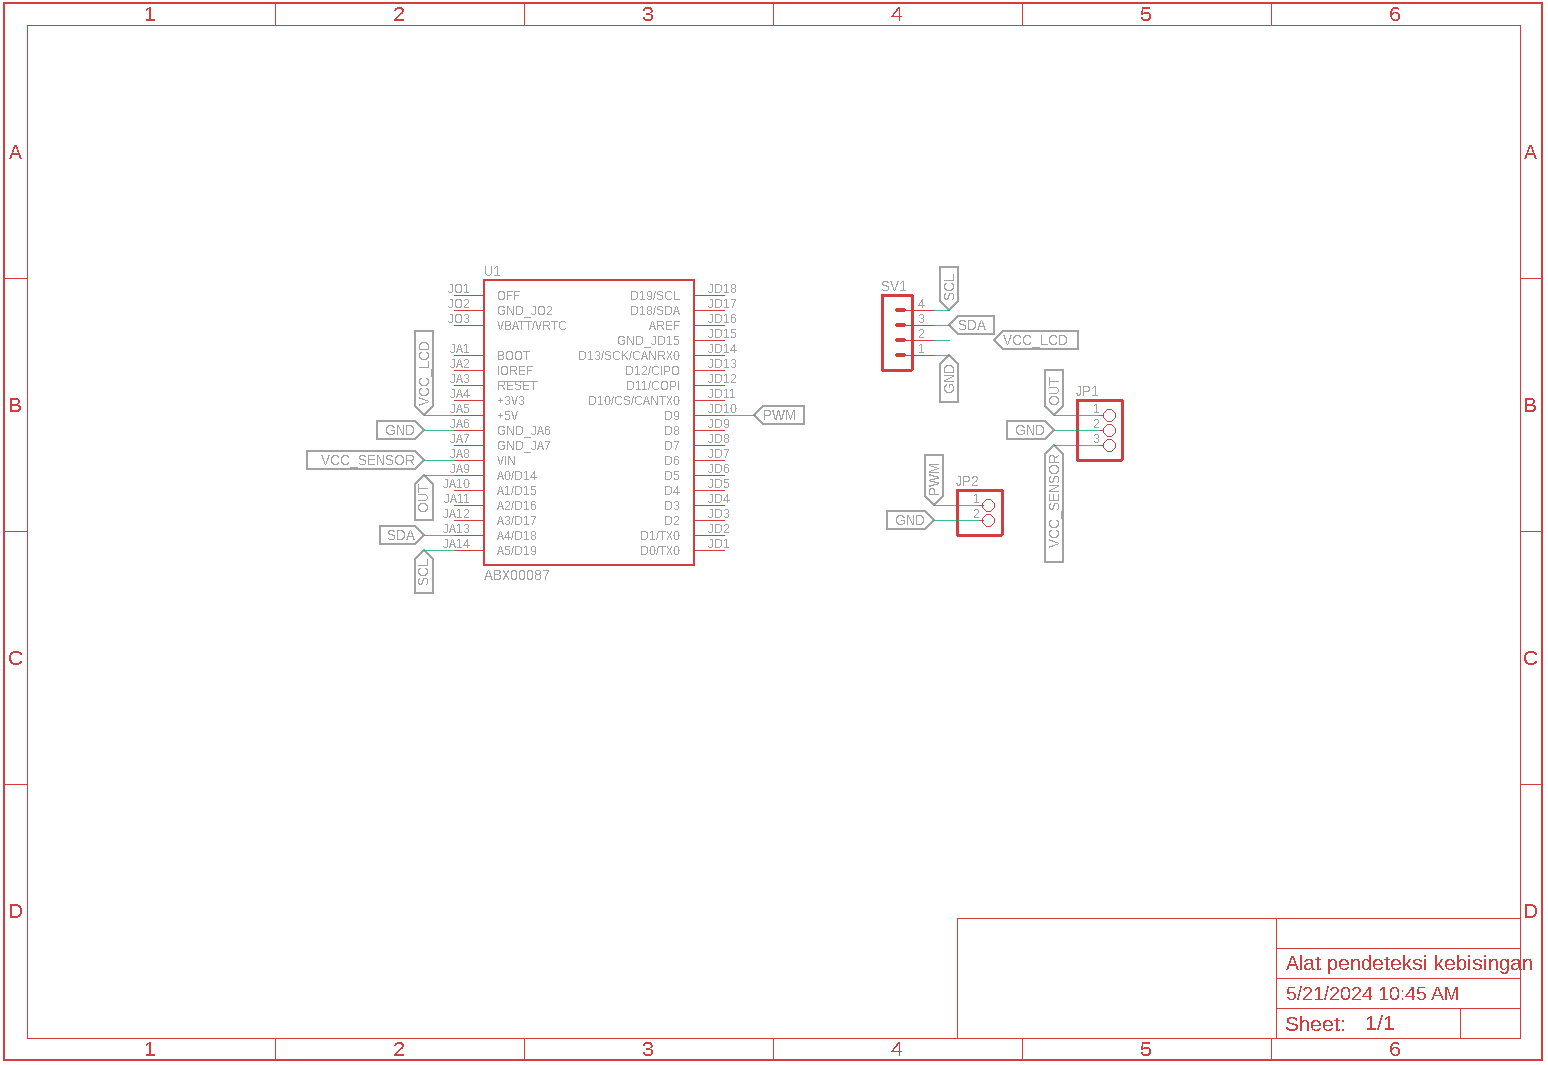 1 2 3 4 5 6
A A
B B
C C
D D
U1
JO1 OFF D19/SCL JD18
JO2 GND_JO2 D18/SDA JD17
JO3 VBATT/VRTC AREF JD16
GND_JD15 JD15
JA1 BOOT D13/SCK/CANRX0 JD14
JA2 IOREF D12/CIPO JD13
JA3 RESET D11/COPI JD12
JA4 +3V3 D10/CS/CANTX0 JD11
VCC_LCD JA5 +5V D9 JD10 PWM
GND JA6 GND_JA6 D8 JD9
JA7 GND_JA7 D7 JD8
VCC_SENSOR JA8 VIN D6 JD7
OUT JA9 A0/D14 D5 JD6
JA10 A1/D15 D4 JD5
JA11 A2/D16 D3 JD4
JA12 A3/D17 D2 JD3
SDA JA13 A4/D18 D1/TX0 JD2
SCL JA14 A5/D19 D0/TX0 JD1
ABX00087
SV1
4 SCL
3 SDA
2 VCC_LCD
1 GND
JP1
OUT 1
GND 2
VCC_SENSOR 3
JP2
PWM 1
GND 2
Alat pendeteksi kebisingan
5/21/2024 10:45 AM
Sheet: 1/1
1 2 3 4 5 6